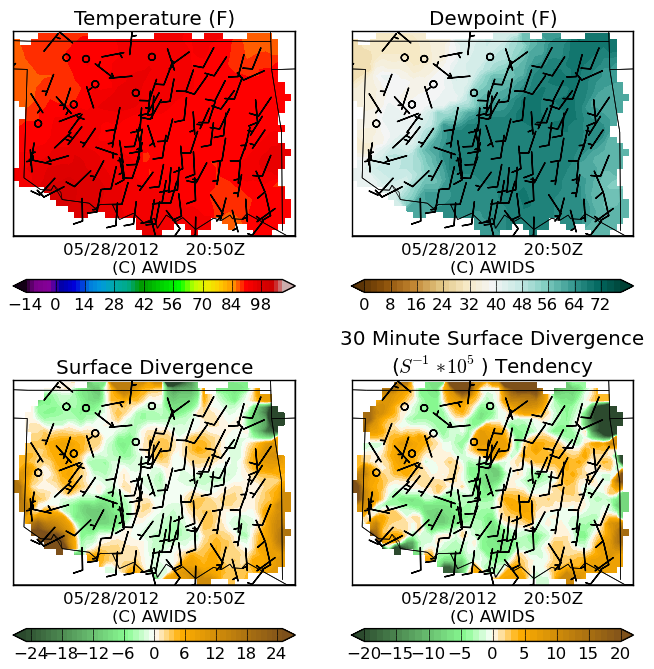 Temperature (F)
05/28/2012 20:50Z
(C) AWIDS
−14 0 14 28 42 56 70 84 98
Dewpoint (F)
05/28/2012 20:50Z
(C) AWIDS
0 8 16 24 32 40 48 56 64 72
Surface Divergence
05/28/2012 20:50Z
(C) AWIDS
−24 −18 −12 −6 0 6 12 18 24
30 Minute Surface Divergence
(S⁻¹ *10⁵ ) Tendency
05/28/2012 20:50Z
(C) AWIDS
−20 −15 −10 −5 0 5 10 15 20